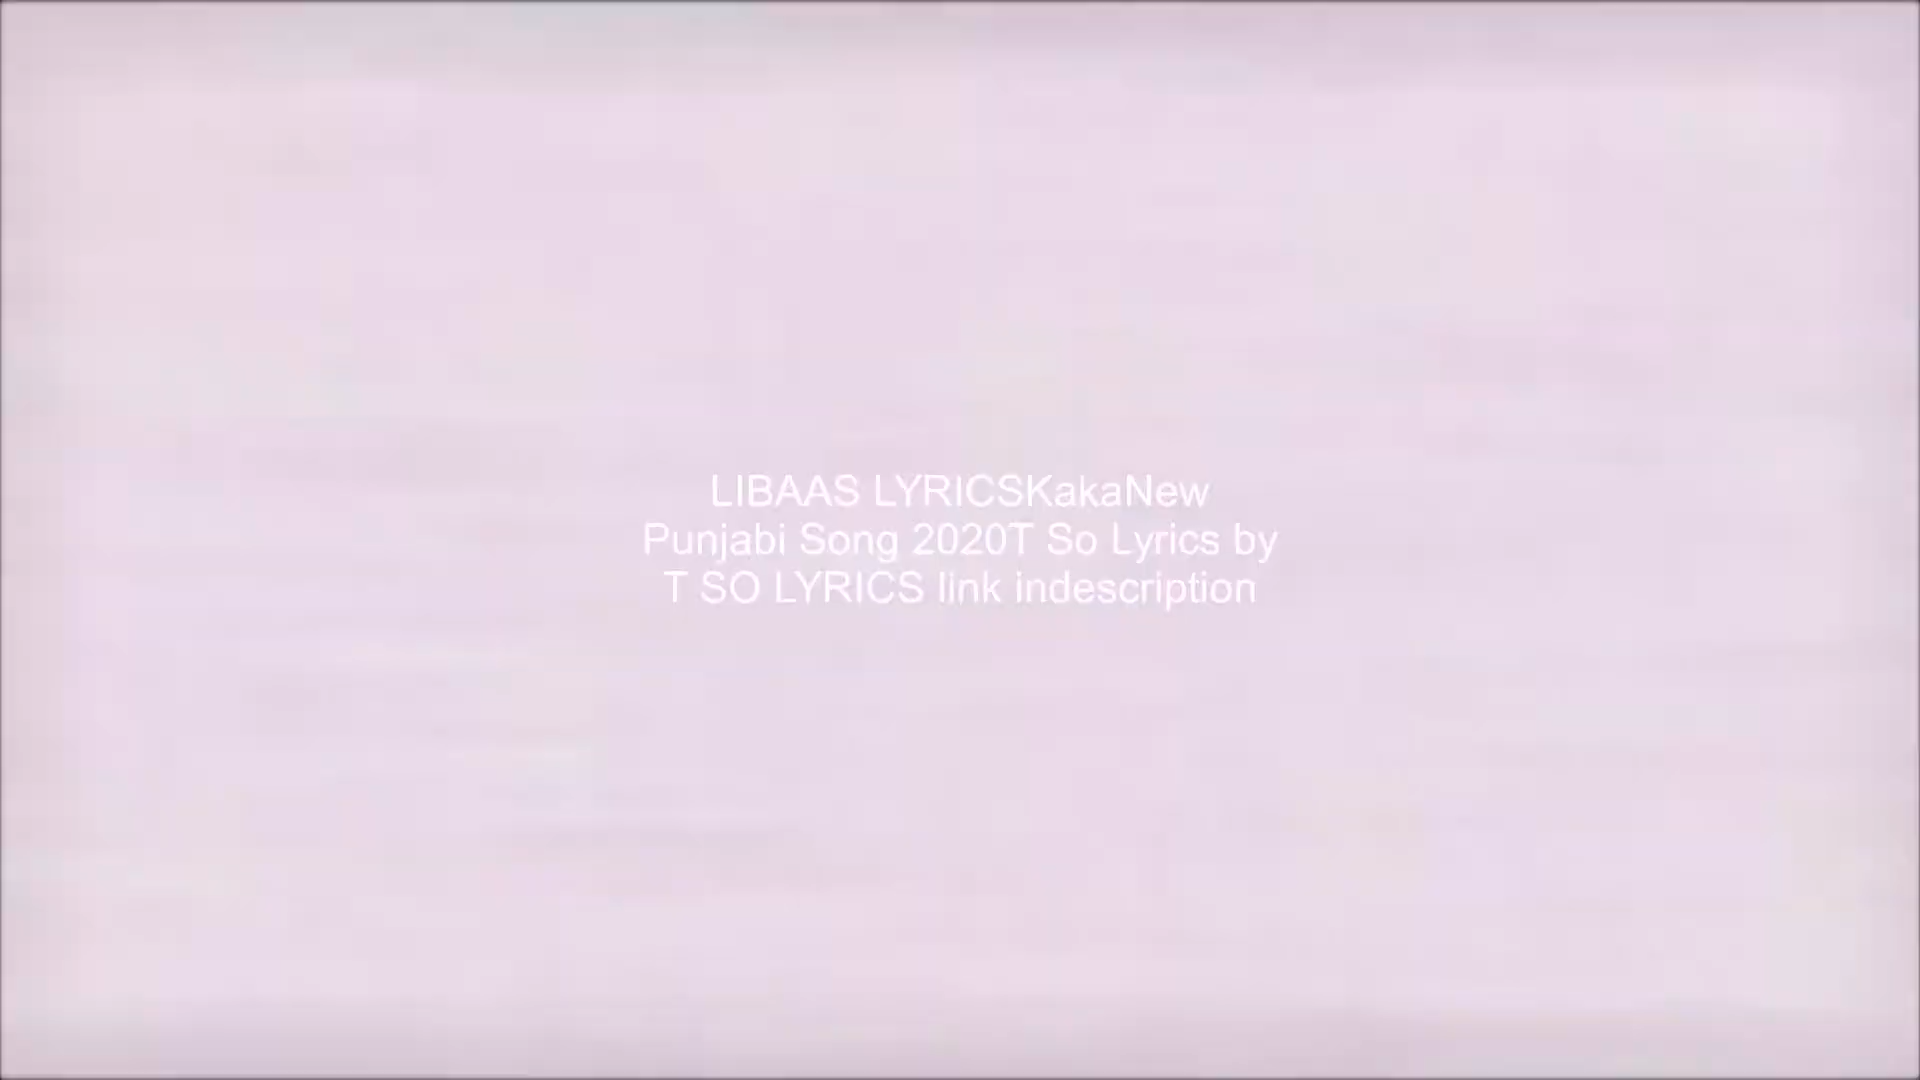 LIBAAS LYRICSKakaNew
Punjabi Song 2020T So Lyrics by
T SO LYRICS link indescription